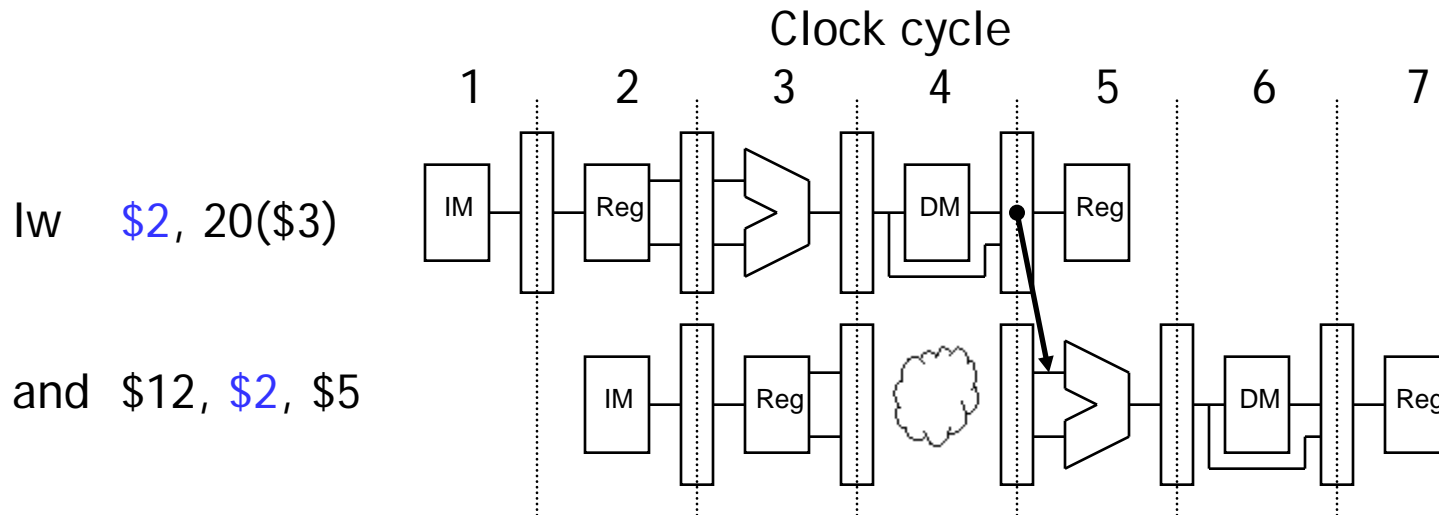 Clock cycle
1 2 3 4 5 6 7
lw $2, 20($3)
IM Reg DM Reg
and $12, $2, $5
IM Reg DM Reg